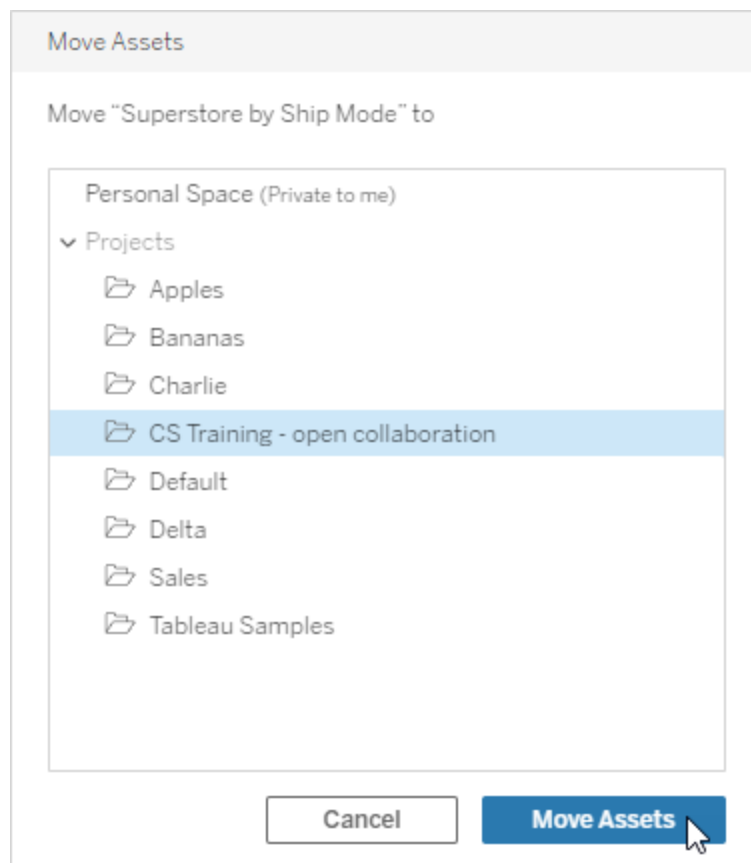 Move Assets
Move “Superstore by Ship Mode” to
Personal Space (Private to me)
Projects
Apples
Bananas
Charlie
CS Training - open collaboration
Default
Delta
Sales
Tableau Samples
Cancel
Move Assets